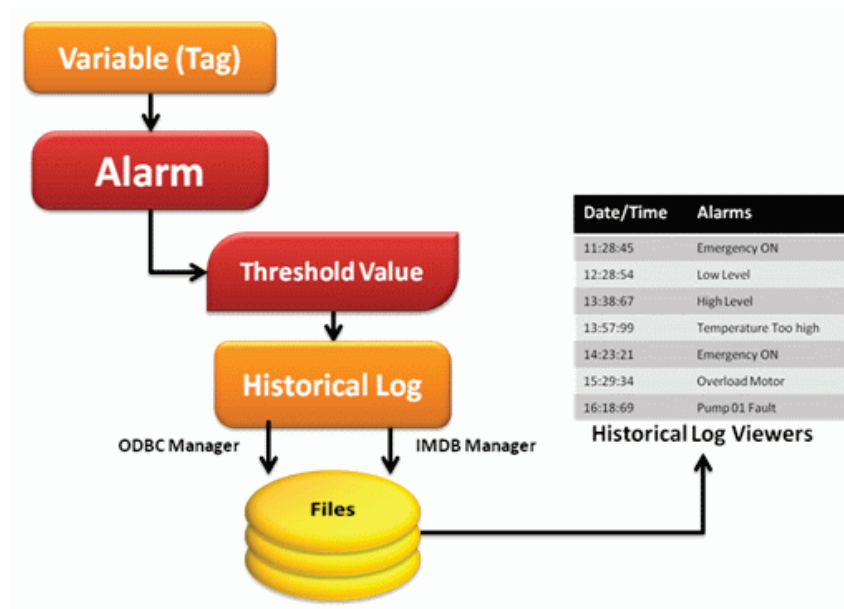 Variable (Tag)
Alarm
Threshold Value
Historical Log
ODBC Manager
IMDB Manager
Files
Date/Time Alarms
11:28:45 Emergency ON
12:28:54 Low Level
13:38:67 High Level
13:57:99 Temperature Too high
14:23:21 Emergency ON
15:29:34 Overload Motor
16:18:69 Pump 01 Fault
Historical Log Viewers